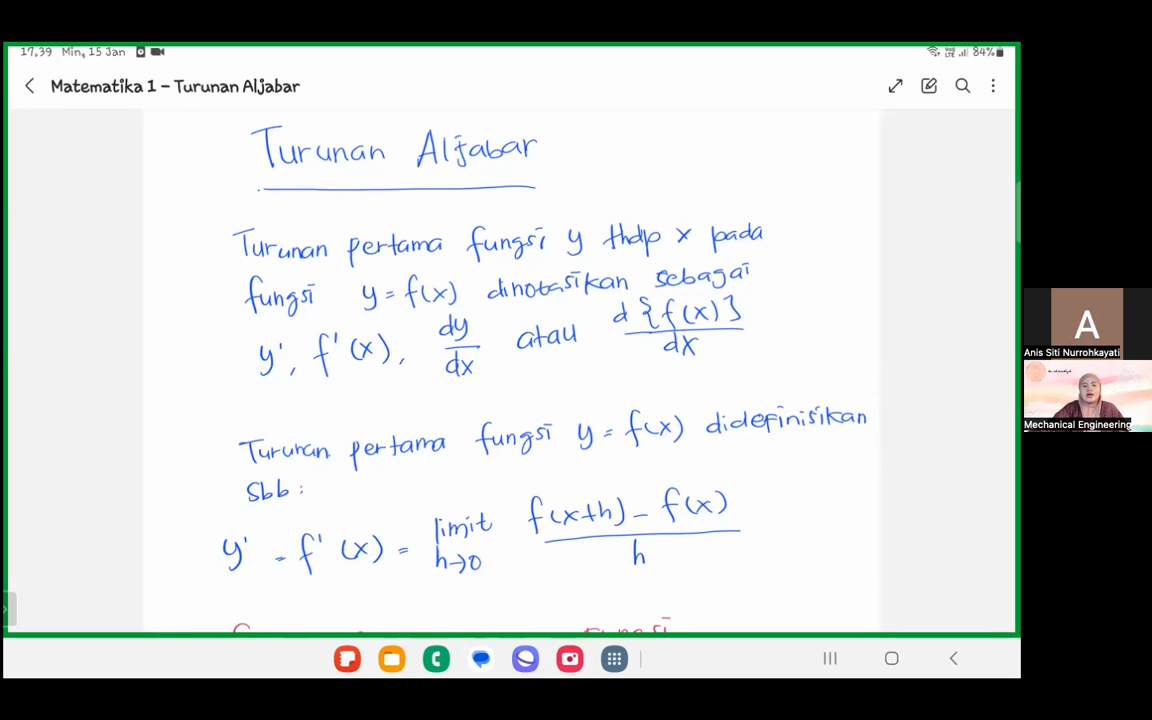 17.39 Min, 15 Jan
84%
Matematika 1 – Turunan Aljabar
Turunan Aljabar
Turunan pertama fungsi y thdp x pada
fungsi y = f(x) dinotasikan sebagai
y', f'(x), dy/dx atau d{f(x)}/dx
Turunan pertama fungsi y = f(x) didefinisikan
sbb :
y' = f'(x) = limit h→0 f(x+h) – f(x) / h
A
Anis Siti Nurrohkayati
Mechanical Engineering